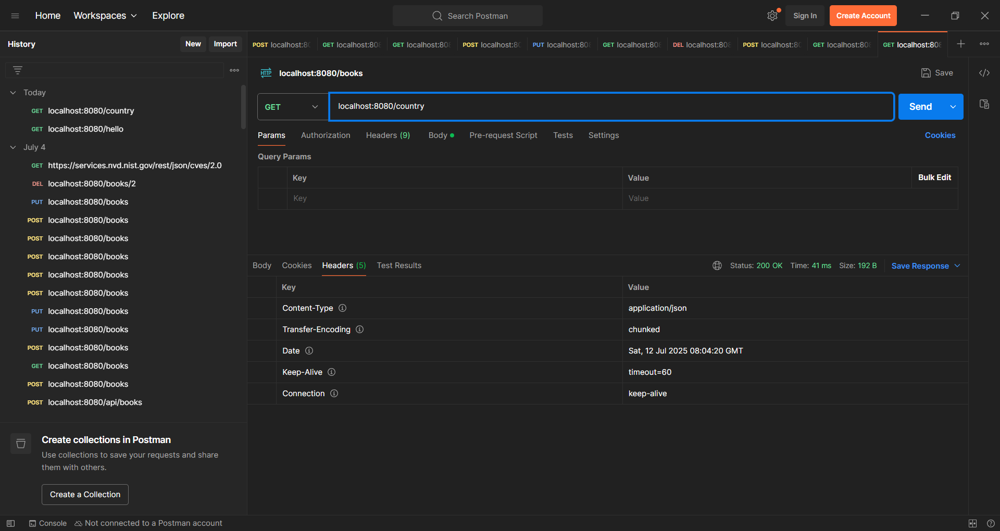 Home Workspaces Explore
Search Postman
Sign In Create Account
History New Import
POST localhost:80 GET localhost:808 GET localhost:808 POST localhost:80 PUT localhost:808 GET localhost:808 DEL localhost:808 POST localhost:80 GET localhost:808 GET localhost:808
HTTP localhost:8080/books Save
Today
GET localhost:8080/country
GET localhost:8080/hello
July 4
GET https://services.nvd.nist.gov/rest/json/cves/2.0
DEL localhost:8080/books/2
PUT localhost:8080/books
POST localhost:8080/books
POST localhost:8080/books
POST localhost:8080/books
POST localhost:8080/books
POST localhost:8080/books
PUT localhost:8080/books
PUT localhost:8080/books
POST localhost:8080/books
GET localhost:8080/books
POST localhost:8080/books
POST localhost:8080/api/books
Create collections in Postman
Use collections to save your requests and share
them with others.
Create a Collection
GET localhost:8080/country Send
Params Authorization Headers (9) Body Pre-request Script Tests Settings Cookies
Query Params
Key Value Bulk Edit
Key Value
Body Cookies Headers (5) Test Results Status: 200 OK Time: 41 ms Size: 192 B Save Response
Key Value
Content-Type application/json
Transfer-Encoding chunked
Date Sat, 12 Jul 2025 08:04:20 GMT
Keep-Alive timeout=60
Connection keep-alive
Console Not connected to a Postman account